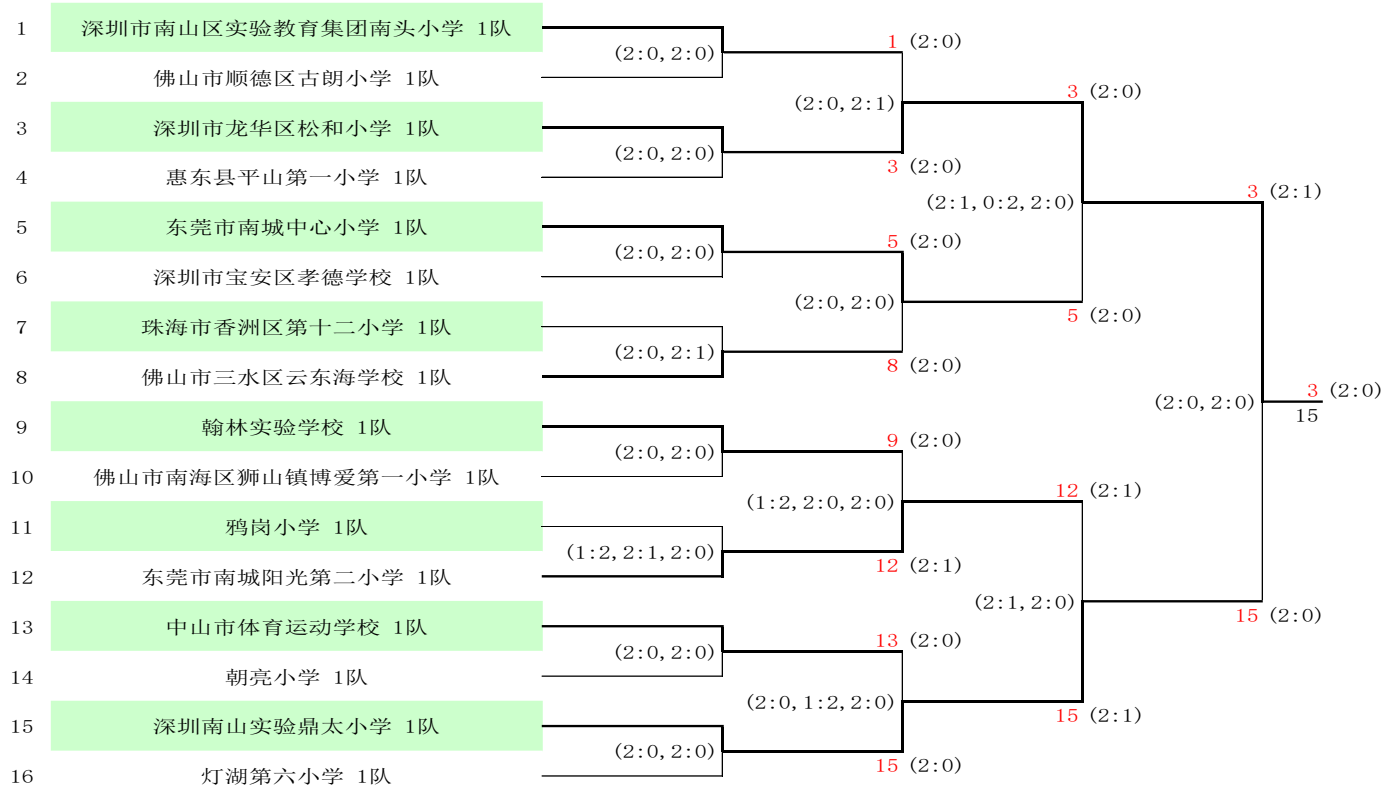 1 深圳市南山区实验教育集团南头小学 1队
(2:0,2:0)
1 (2:0)
2 佛山市顺德区古朗小学 1队
(2:0,2:1)
3 (2:0)
3 深圳市龙华区松和小学 1队
(2:0,2:0)
3 (2:0)
4 惠东县平山第一小学 1队
(2:1,0:2,2:0)
3 (2:1)
5 东莞市南城中心小学 1队
(2:0,2:0)
5 (2:0)
6 深圳市宝安区孝德学校 1队
(2:0,2:0)
5 (2:0)
7 珠海市香洲区第十二小学 1队
(2:0,2:1)
8 (2:0)
8 佛山市三水区云东海学校 1队
(2:0,2:0)
3 (2:0)
15
9 翰林实验学校 1队
(2:0,2:0)
9 (2:0)
10 佛山市南海区狮山镇博爱第一小学 1队
(1:2,2:0,2:0)
12 (2:1)
11 鸦岗小学 1队
(1:2,2:1,2:0)
12 (2:1)
12 东莞市南城阳光第二小学 1队
(2:1,2:0)
15 (2:0)
13 中山市体育运动学校 1队
(2:0,2:0)
13 (2:0)
14 朝亮小学 1队
(2:0,1:2,2:0)
15 (2:1)
15 深圳南山实验鼎太小学 1队
(2:0,2:0)
15 (2:0)
16 灯湖第六小学 1队